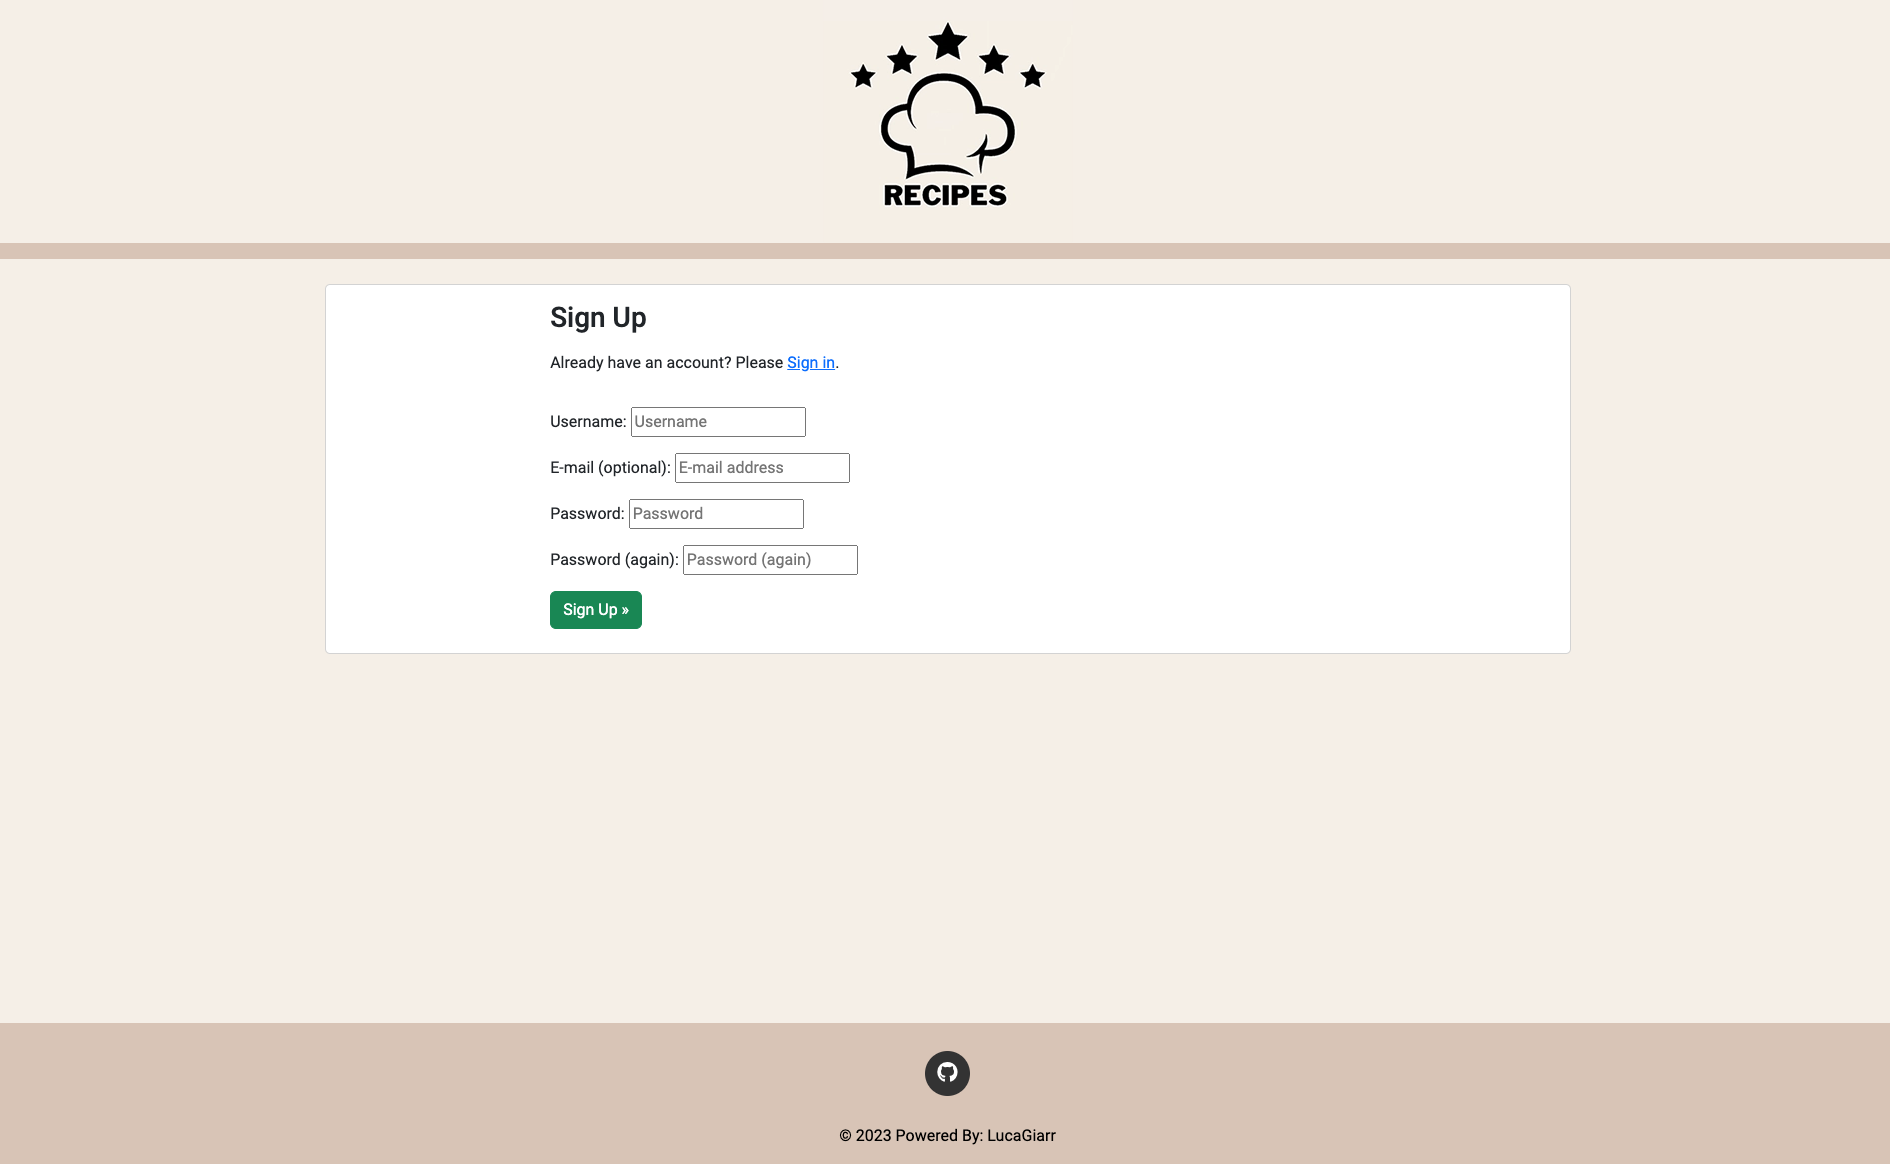 RECIPES
Sign Up
Already have an account? Please Sign in.
Username: Username
E-mail (optional): E-mail address
Password: Password
Password (again): Password (again)
Sign Up »
© 2023 Powered By: LucaGiarr